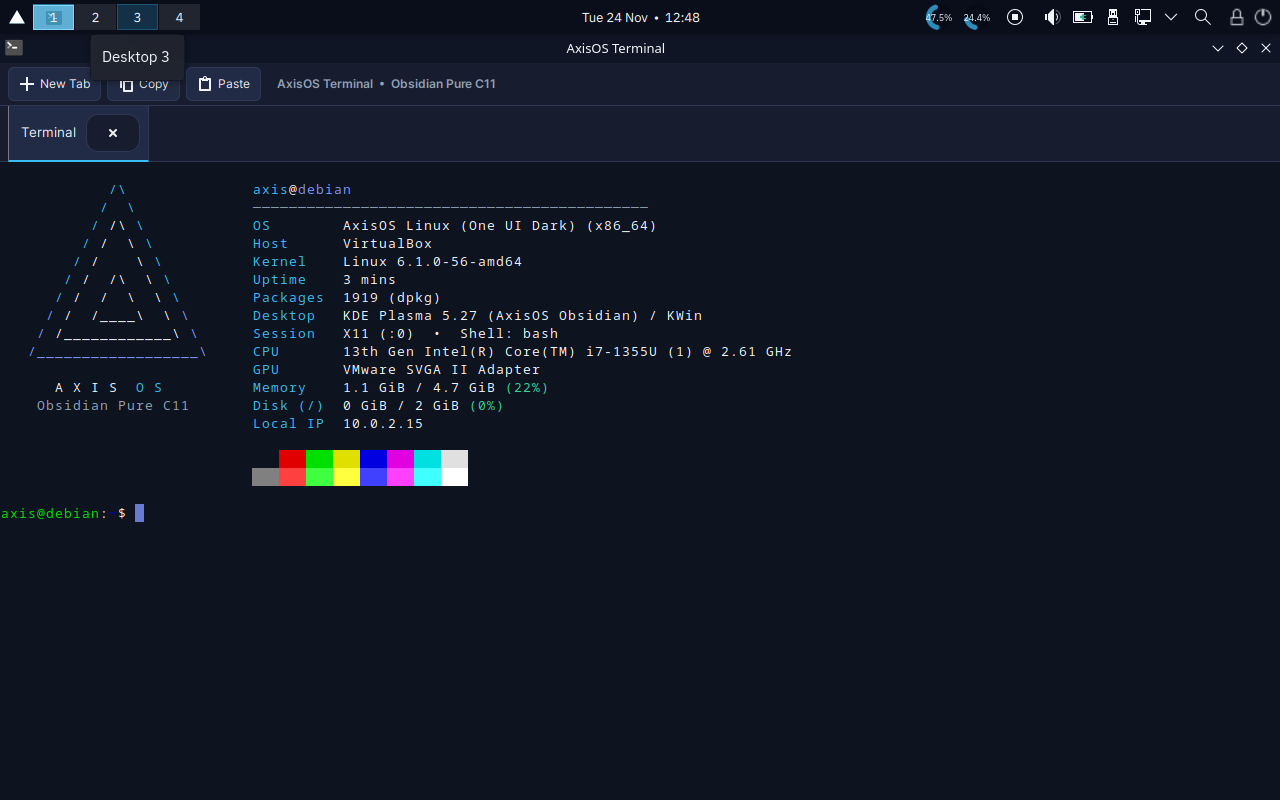 1 2 3 4 Tue 24 Nov • 12:48 47.5% 24.4%
AxisOS Terminal
Desktop 3
New Tab Copy Paste AxisOS Terminal • Obsidian Pure C11
Terminal
axis@debian
OS AxisOS Linux (One UI Dark) (x86_64)
Host VirtualBox
Kernel Linux 6.1.0-56-amd64
Uptime 3 mins
Packages 1919 (dpkg)
Desktop KDE Plasma 5.27 (AxisOS Obsidian) / KWin
Session X11 (:0) • Shell: bash
CPU 13th Gen Intel(R) Core(TM) i7-1355U (1) @ 2.61 GHz
GPU VMware SVGA II Adapter
A X I S O S Memory 1.1 GiB / 4.7 GiB (22%)
Obsidian Pure C11 Disk (/) 0 GiB / 2 GiB (0%)
Local IP 10.0.2.15
axis@debian: $